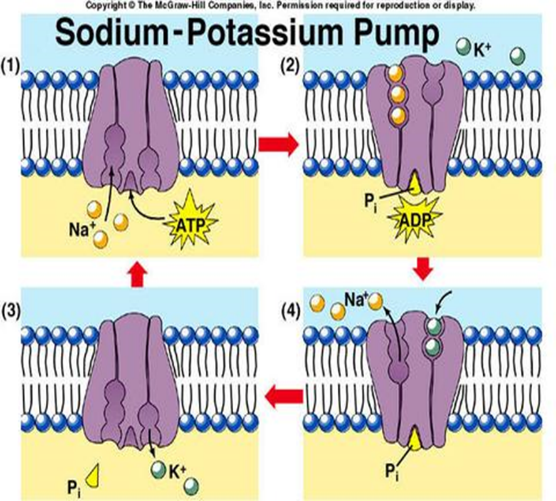 Copyright © The McGraw-Hill Companies, Inc. Permission required for reproduction or display.
Sodium-Potassium Pump
(1)
Na+
ATP
(2)
K+
Pi
ADP
(3)
Pi
K+
(4)
Na+
Pi